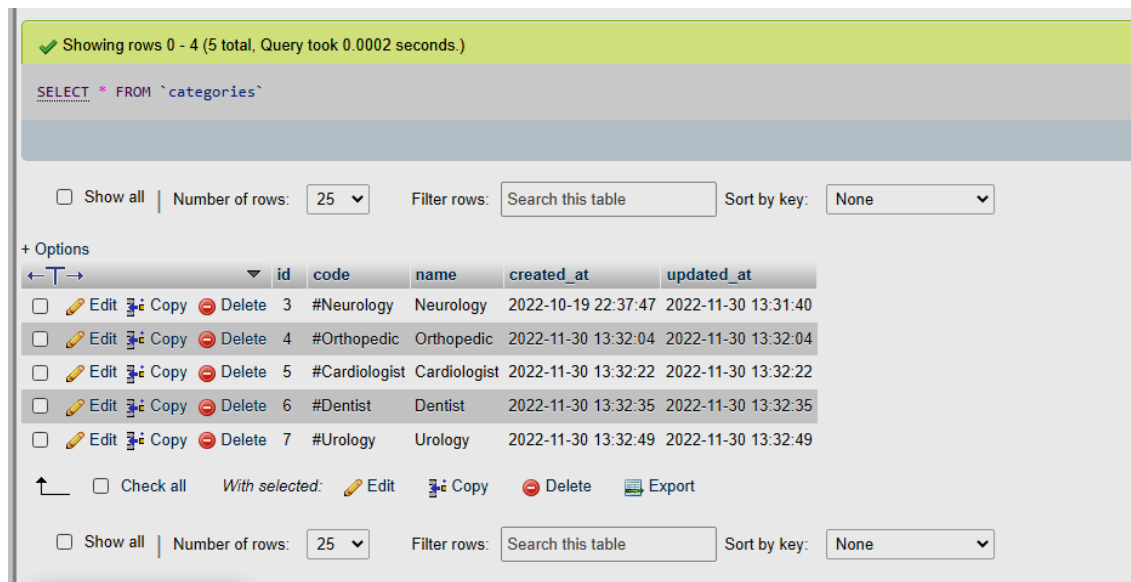 Showing rows 0 - 4 (5 total, Query took 0.0002 seconds.)
SELECT * FROM `categories`
Show all | Number of rows: 25 Filter rows: Search this table Sort by key: None
+ Options
←T→ id code name created_at updated_at
Edit Copy Delete 3 #Neurology Neurology 2022-10-19 22:37:47 2022-11-30 13:31:40
Edit Copy Delete 4 #Orthopedic Orthopedic 2022-11-30 13:32:04 2022-11-30 13:32:04
Edit Copy Delete 5 #Cardiologist Cardiologist 2022-11-30 13:32:22 2022-11-30 13:32:22
Edit Copy Delete 6 #Dentist Dentist 2022-11-30 13:32:35 2022-11-30 13:32:35
Edit Copy Delete 7 #Urology Urology 2022-11-30 13:32:49 2022-11-30 13:32:49
Check all With selected: Edit Copy Delete Export
Show all | Number of rows: 25 Filter rows: Search this table Sort by key: None